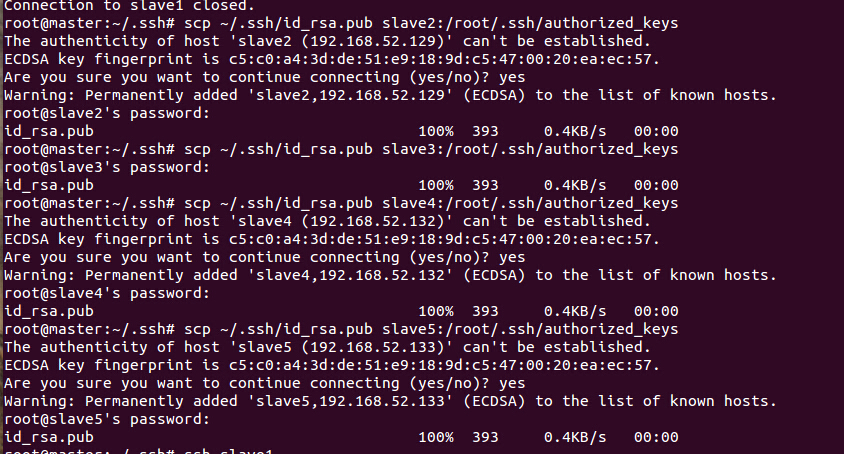 Connection to slave1 closed.
root@master:~/.ssh# scp ~/.ssh/id_rsa.pub slave2:/root/.ssh/authorized_keys
The authenticity of host 'slave2 (192.168.52.129)' can't be established.
ECDSA key fingerprint is c5:c0:a4:3d:de:51:e9:18:9d:c5:47:00:20:ea:ec:57.
Are you sure you want to continue connecting (yes/no)? yes
Warning: Permanently added 'slave2,192.168.52.129' (ECDSA) to the list of known hosts.
root@slave2's password:
id_rsa.pub 100% 393 0.4KB/s 00:00
root@master:~/.ssh# scp ~/.ssh/id_rsa.pub slave3:/root/.ssh/authorized_keys
root@slave3's password:
id_rsa.pub 100% 393 0.4KB/s 00:00
root@master:~/.ssh# scp ~/.ssh/id_rsa.pub slave4:/root/.ssh/authorized_keys
The authenticity of host 'slave4 (192.168.52.132)' can't be established.
ECDSA key fingerprint is c5:c0:a4:3d:de:51:e9:18:9d:c5:47:00:20:ea:ec:57.
Are you sure you want to continue connecting (yes/no)? yes
Warning: Permanently added 'slave4,192.168.52.132' (ECDSA) to the list of known hosts.
root@slave4's password:
id_rsa.pub 100% 393 0.4KB/s 00:00
root@master:~/.ssh# scp ~/.ssh/id_rsa.pub slave5:/root/.ssh/authorized_keys
The authenticity of host 'slave5 (192.168.52.133)' can't be established.
ECDSA key fingerprint is c5:c0:a4:3d:de:51:e9:18:9d:c5:47:00:20:ea:ec:57.
Are you sure you want to continue connecting (yes/no)? yes
Warning: Permanently added 'slave5,192.168.52.133' (ECDSA) to the list of known hosts.
root@slave5's password:
id_rsa.pub 100% 393 0.4KB/s 00:00
root@master:~/.ssh# ssh slave1